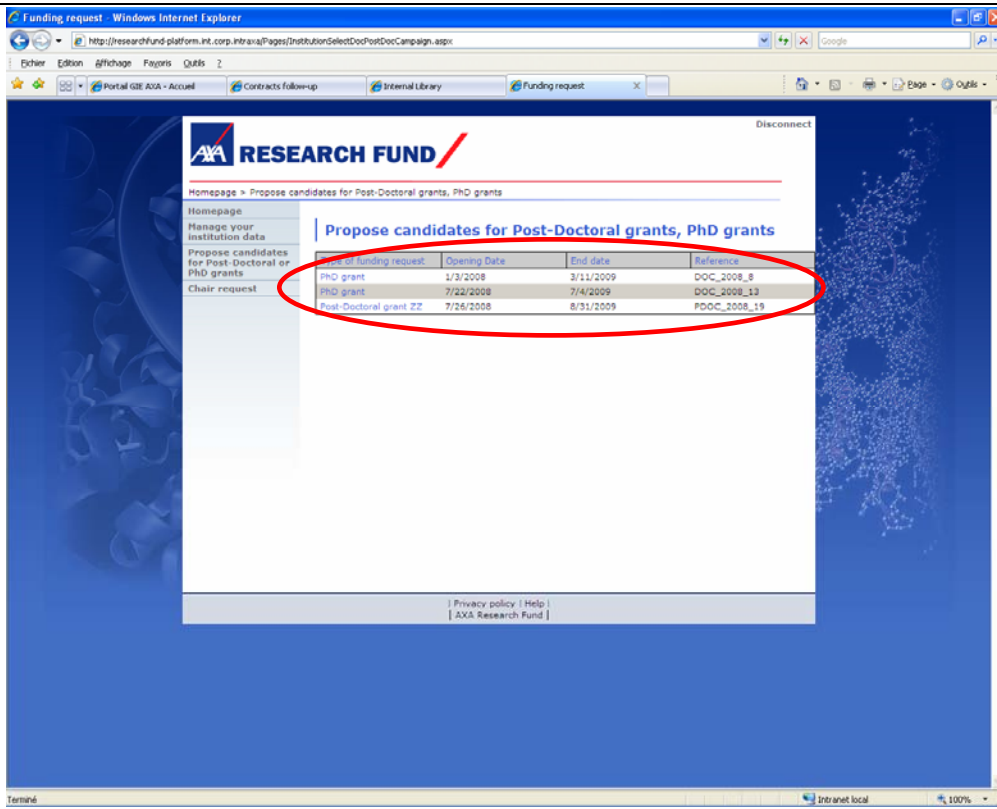 Funding request - Windows Internet Explorer
http://researchfund-platform.int.corp.intraxa/Pages/InstitutionSelectDocPostDocCampaign.aspx
Google
Fichier Edition Affichage Favoris Outils ?
Portail GIE AXA - Accueil Contracts follow-up Internal Library Funding request X Page Outils
Disconnect
AXA RESEARCH FUND
Homepage > Propose candidates for Post-Doctoral grants, PhD grants
Homepage
Manage your
institution data
Propose candidates
for Post-Doctoral or
PhD grants
Chair request
Propose candidates for Post-Doctoral grants, PhD grants
Type of funding request Opening Date End date Reference
PhD grant 1/3/2008 3/11/2009 DOC_2008_8
PhD grant 7/22/2008 7/4/2009 DOC_2008_13
Post-Doctoral grant ZZ 7/26/2008 8/31/2009 PDOC_2008_19
| Privacy policy | Help |
| AXA Research Fund |
Terminé Intranet local 100%